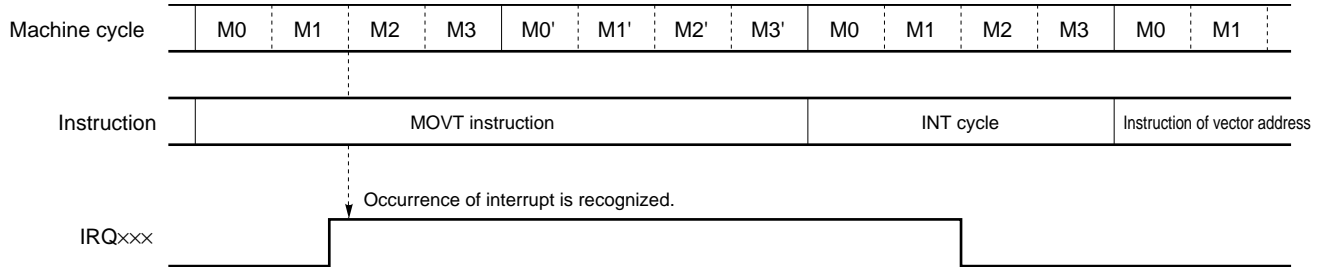 Machine cycle M0 M1 M2 M3 M0' M1' M2' M3' M0 M1 M2 M3 M0 M1
Instruction MOVT instruction INT cycle Instruction of vector address
Occurrence of interrupt is recognized.
IRQ×××